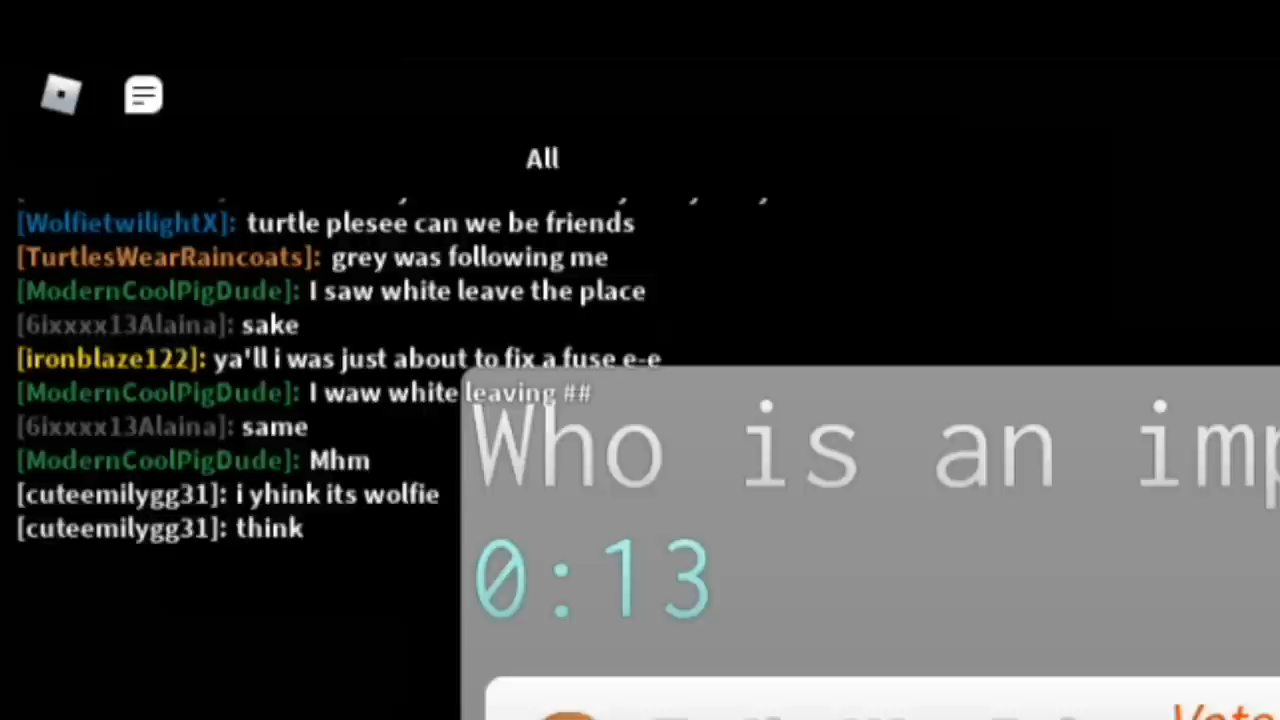 All
[WolfietwilightX]: turtle plesee can we be friends
[TurtlesWearRaincoats]: grey was following me
[ModernCoolPigDude]: I saw white leave the place
[6ixxxx13Alaina]: sake
[ironblaze122]: ya'll i was just about to fix a fuse e-e
[ModernCoolPigDude]: I waw white leaving ##
[6ixxxx13Alaina]: same
[ModernCoolPigDude]: Mhm
[cuteemilygg31]: i yhink its wolfie
[cuteemilygg31]: think
Who is an imp
0:13
Vote